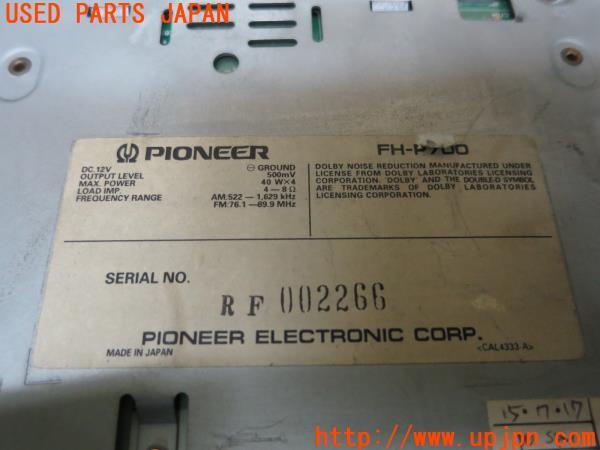 USED PARTS JAPAN
PIONEER
FH-P700
DC.12V ⊖ GROUND
OUTPUT LEVEL 500mV
MAX. POWER 40 W×4
LOAD IMP. 4–8Ω
FREQUENCY RANGE AM:522–1,629 kHz
FM:76.1–89.9 MHz
DOLBY NOISE REDUCTION MANUFACTURED UNDER
LICENSE FROM DOLBY LABORATORIES LICENSING
CORPORATION. "DOLBY" AND THE DOUBLE-D SYMBOL
ARE TRADEMARKS OF DOLBY LABORATORIES
LICENSING CORPORATION.
SERIAL NO.
RF 002266
PIONEER ELECTRONIC CORP.
MADE IN JAPAN
<CAL4333-A>
15.7.17
http://www.upjpn.com